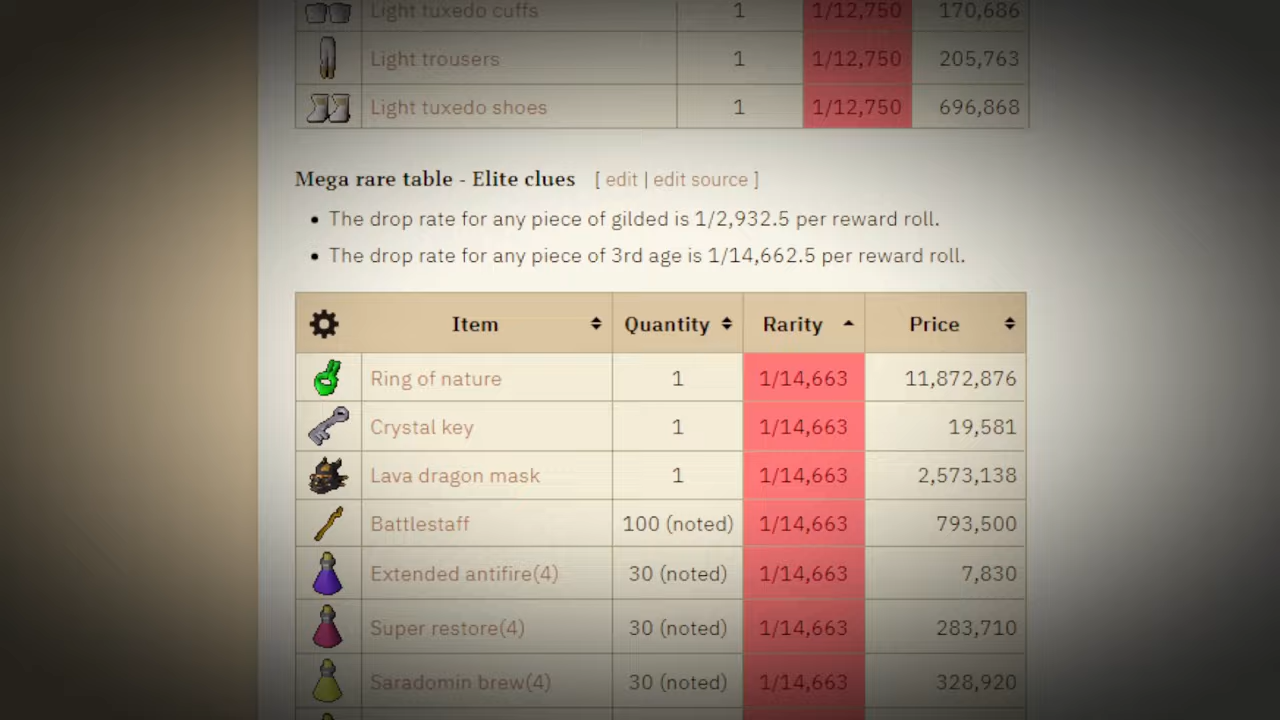 Light tuxedo cuffs 1 1/12,750 170,686
Light trousers 1 1/12,750 205,763
Light tuxedo shoes 1 1/12,750 696,868
Mega rare table - Elite clues [ edit | edit source ]
• The drop rate for any piece of gilded is 1/2,932.5 per reward roll.
• The drop rate for any piece of 3rd age is 1/14,662.5 per reward roll.
Item Quantity Rarity Price
Ring of nature 1 1/14,663 11,872,876
Crystal key 1 1/14,663 19,581
Lava dragon mask 1 1/14,663 2,573,138
Battlestaff 100 (noted) 1/14,663 793,500
Extended antifire(4) 30 (noted) 1/14,663 7,830
Super restore(4) 30 (noted) 1/14,663 283,710
Saradomin brew(4) 30 (noted) 1/14,663 328,920